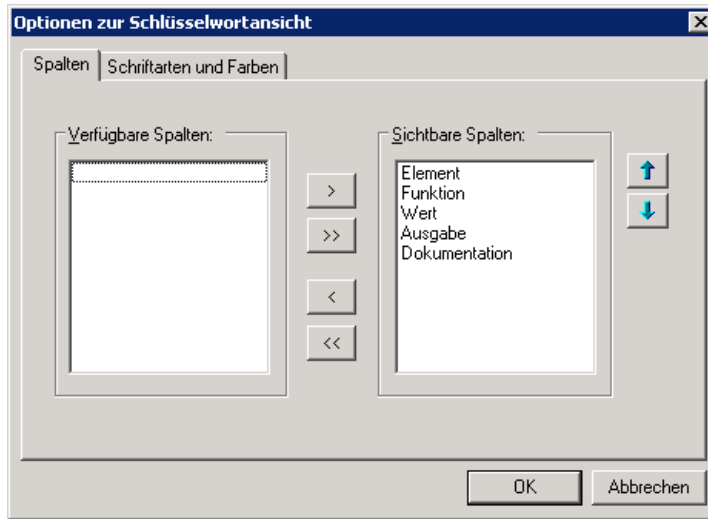 Optionen zur Schlüsselwortansicht
Spalten
Schriftarten und Farben
Verfügbare Spalten:
Sichtbare Spalten:
Element
Funktion
Wert
Ausgabe
Dokumentation
>
>>
<
<<
OK
Abbrechen